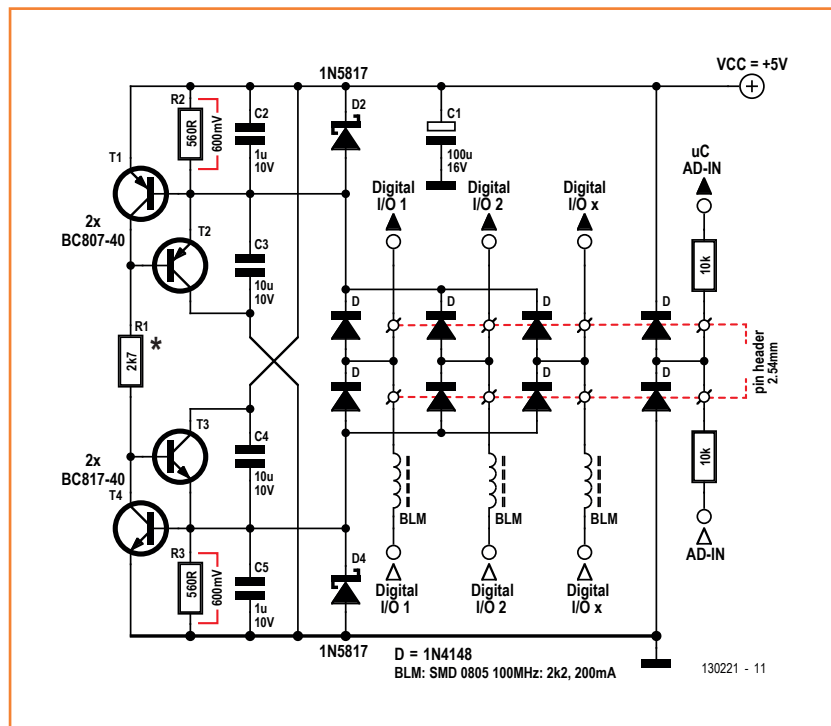 VCC = +5V
1N5817
R2
560R
600mV
C2
1u
10V
D2
C1
100u
16V
uC
AD-IN
T1
2x
BC807-40
T2
C3
10u
10V
Digital
I/O 1
Digital
I/O 2
Digital
I/O x
10k
R1
2k7
*
D
D
D
D
D
D
D
D
pin header
2.54mm
T3
2x
BC817-40
T4
C4
10u
10V
10k
BLM
BLM
BLM
R3
560R
600mV
C5
1u
10V
D4
Digital
I/O 1
Digital
I/O 2
Digital
I/O x
AD-IN
1N5817
D = 1N4148
BLM: SMD 0805 100MHz: 2k2, 200mA
130221 - 11